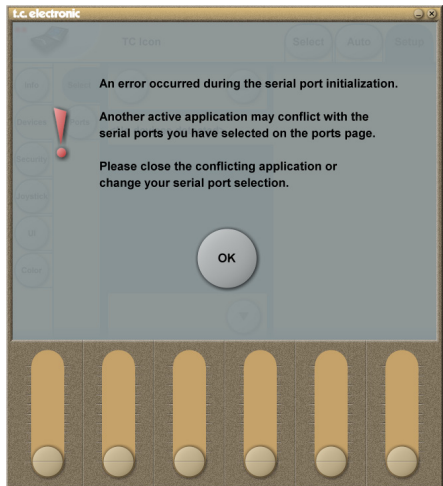 t.c. electronic
TC Icon
Select Auto Setup
An error occurred during the serial port initialization.
Another active application may conflict with the
serial ports you have selected on the ports page.
Please close the conflicting application or
change your serial port selection.
Devices
Ports
OK